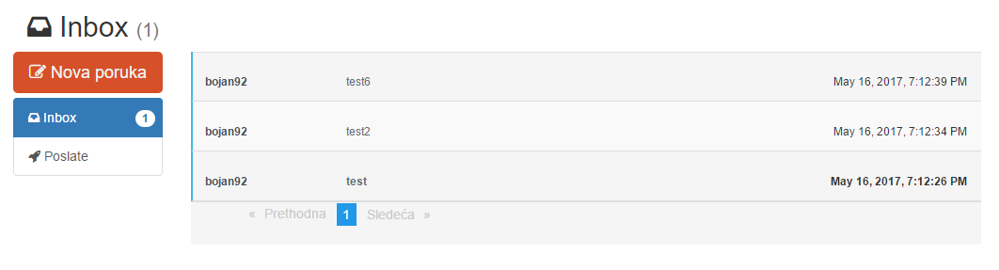 Inbox (1)
Nova poruka
Inbox 1
Poslate
bojan92 test6 May 16, 2017, 7:12:39 PM
bojan92 test2 May 16, 2017, 7:12:34 PM
bojan92 test May 16, 2017, 7:12:26 PM
« Prethodna 1 Sledeća »